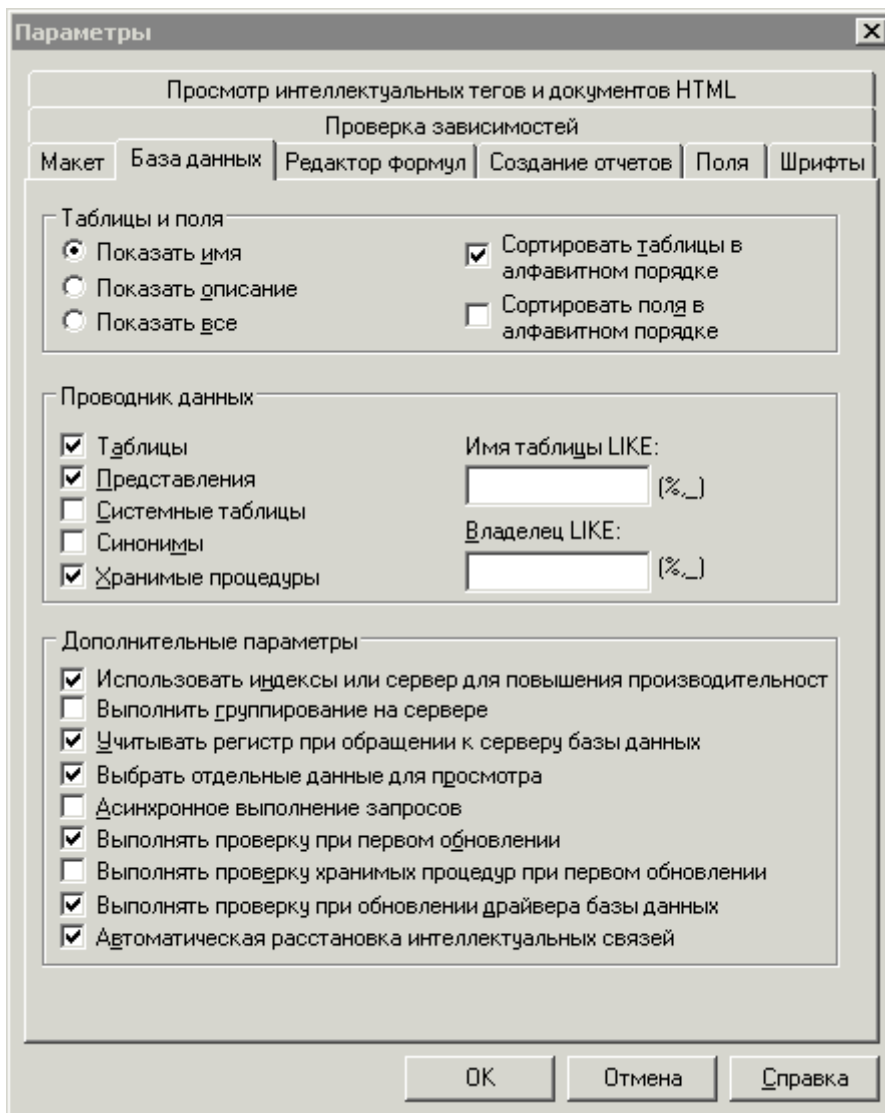 Параметры
Просмотр интеллектуальных тегов и документов HTML
Проверка зависимостей
Макет База данных Редактор формул Создание отчетов Поля Шрифты
Таблицы и поля
Показать имя
Показать описание
Показать все
Сортировать таблицы в
алфавитном порядке
Сортировать поля в
алфавитном порядке
Проводник данных
Таблицы
Представления
Системные таблицы
Синонимы
Хранимые процедуры
Имя таблицы LIKE:
(%,_)
Владелец LIKE:
(%,_)
Дополнительные параметры
Использовать индексы или сервер для повышения производительност
Выполнить группирование на сервере
Учитывать регистр при обращении к серверу базы данных
Выбрать отдельные данные для просмотра
Асинхронное выполнение запросов
Выполнять проверку при первом обновлении
Выполнять проверку хранимых процедур при первом обновлении
Выполнять проверку при обновлении драйвера базы данных
Автоматическая расстановка интеллектуальных связей
OK Отмена Справка